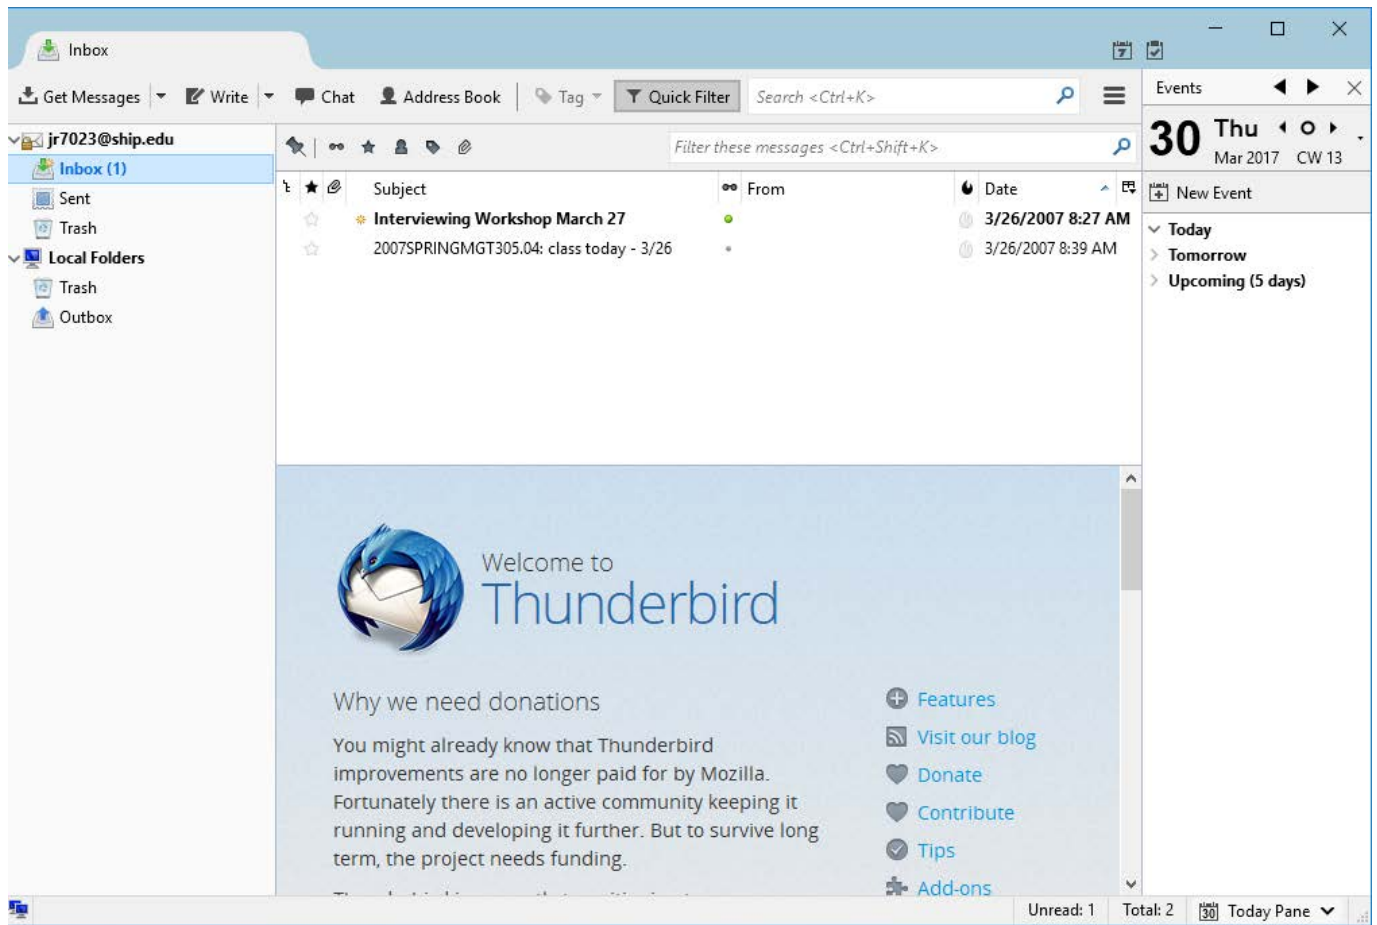 Inbox
7
Get Messages Write Chat Address Book Tag Quick Filter Search <Ctrl+K>
Events
jr7023@ship.edu
Filter these messages <Ctrl+Shift+K>
30 Thu
Mar 2017 CW 13
Inbox (1)
Subject From Date
New Event
Sent
Interviewing Workshop March 27 3/26/2007 8:27 AM
Trash
2007SPRINGMGT305.04: class today - 3/26 3/26/2007 8:39 AM
Today
Local Folders
Tomorrow
Trash
Upcoming (5 days)
Outbox
Welcome to
Thunderbird
Why we need donations
You might already know that Thunderbird
improvements are no longer paid for by Mozilla.
Fortunately there is an active community keeping it
running and developing it further. But to survive long
term, the project needs funding.
Features
Visit our blog
Donate
Contribute
Tips
Add-ons
Unread: 1 Total: 2 30 Today Pane